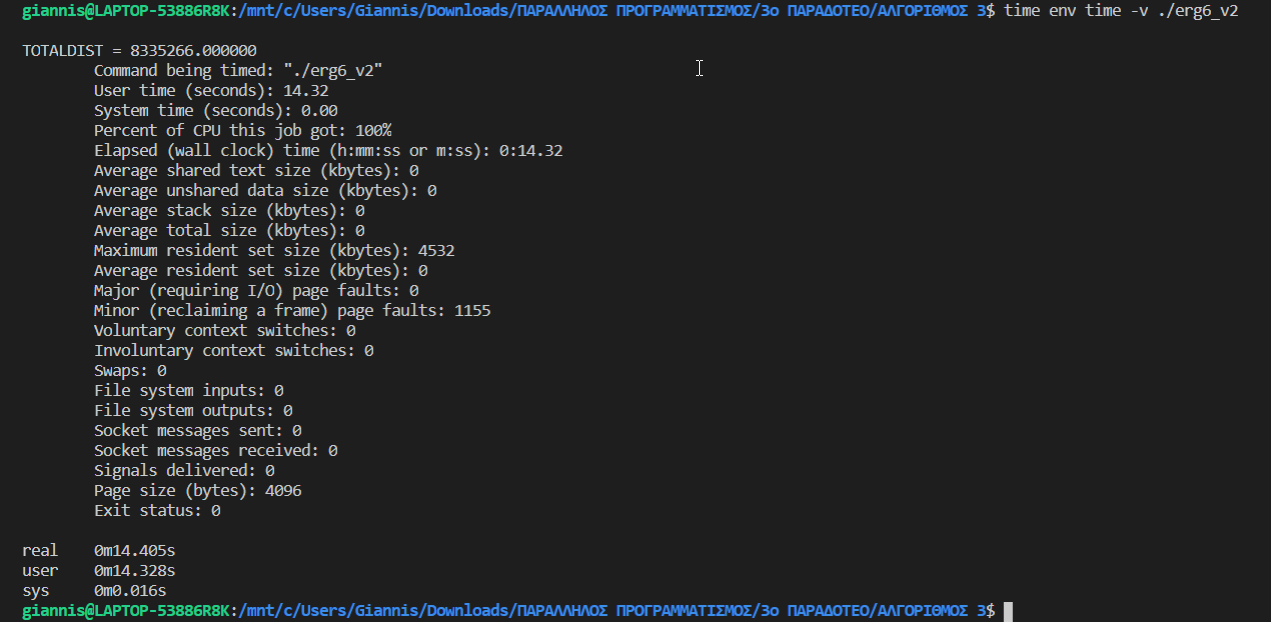 giannis@LAPTOP-53886R8K:/mnt/c/Users/Giannis/Downloads/ΠΑΡΑΛΛΗΛΟΣ ΠΡΟΓΡΑΜΜΑΤΙΣΜΟΣ/3ο ΠΑΡΑΔΟΤΕΟ/ΑΛΓΟΡΙΘΜΟΣ 3$ time env time -v ./erg6_v2
TOTALDIST = 8335266.000000
Command being timed: "./erg6_v2"
User time (seconds): 14.32
System time (seconds): 0.00
Percent of CPU this job got: 100%
Elapsed (wall clock) time (h:mm:ss or m:ss): 0:14.32
Average shared text size (kbytes): 0
Average unshared data size (kbytes): 0
Average stack size (kbytes): 0
Average total size (kbytes): 0
Maximum resident set size (kbytes): 4532
Average resident set size (kbytes): 0
Major (requiring I/O) page faults: 0
Minor (reclaiming a frame) page faults: 1155
Voluntary context switches: 0
Involuntary context switches: 0
Swaps: 0
File system inputs: 0
File system outputs: 0
Socket messages sent: 0
Socket messages received: 0
Signals delivered: 0
Page size (bytes): 4096
Exit status: 0
real 0m14.405s
user 0m14.328s
sys 0m0.016s
giannis@LAPTOP-53886R8K:/mnt/c/Users/Giannis/Downloads/ΠΑΡΑΛΛΗΛΟΣ ΠΡΟΓΡΑΜΜΑΤΙΣΜΟΣ/3ο ΠΑΡΑΔΟΤΕΟ/ΑΛΓΟΡΙΘΜΟΣ 3$